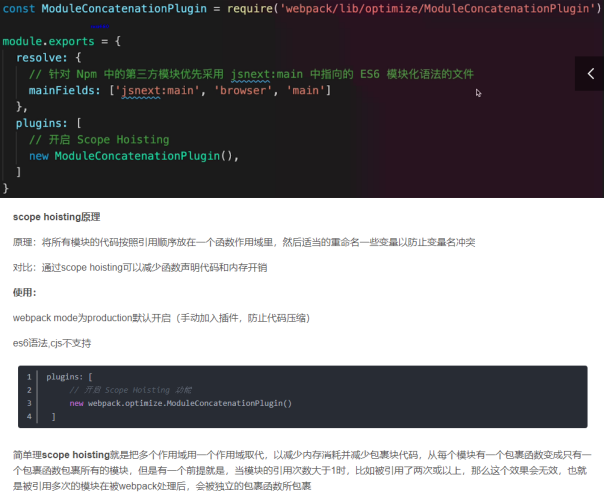 const ModuleConcatenationPlugin = require('webpack/lib/optimize/ModuleConcatenationPlugin')
module.exports = {
resolve: {
// 针对 Npm 中的第三方模块优先采用 jsnext:main 中指向的 ES6 模块化语法的文件
mainFields: ['jsnext:main', 'browser', 'main']
},
plugins: [
// 开启 Scope Hoisting
new ModuleConcatenationPlugin(),
]
}
scope hoisting原理
原理：将所有模块的代码按照引用顺序放在一个函数作用域里，然后适当的重命名一些变量以防止变量名冲突
对比：通过scope hoisting可以减少函数声明代码和内存开销
使用：
webpack mode为production默认开启（手动加入插件，防止代码压缩）
es6语法,cjs不支持
1 plugins: [
2 // 开启 Scope Hoisting 功能
3 new webpack.optimize.ModuleConcatenationPlugin()
4 ]
简单理scope hoisting就是把多个作用域用一个作用域取代，以减少内存消耗并减少包裹块代码，从每个模块有一个包裹函数变成只有一
个包裹函数包裹所有的模块，但是有一个前提就是，当模块的引用次数大于1时，比如被引用了两次或以上，那么这个效果会无效，也就
是被引用多次的模块在被webpack处理后，会被独立的包裹函数所包裹